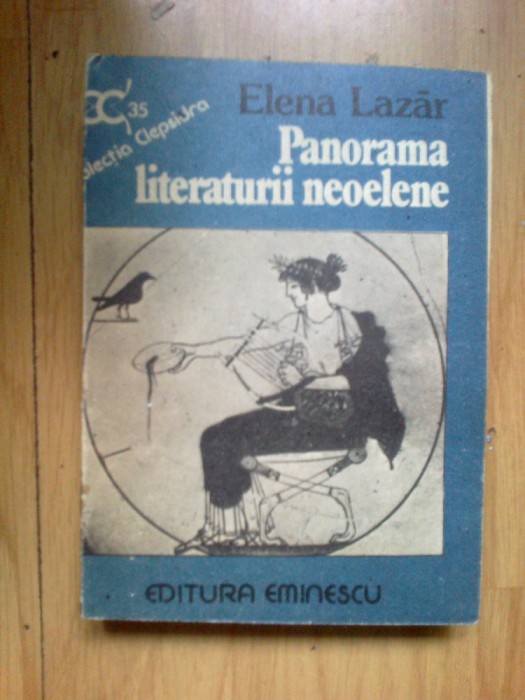 Elena Lazăr
35
Colecția Clepsidra
Panorama
literaturii neoelene
EDITURA EMINESCU